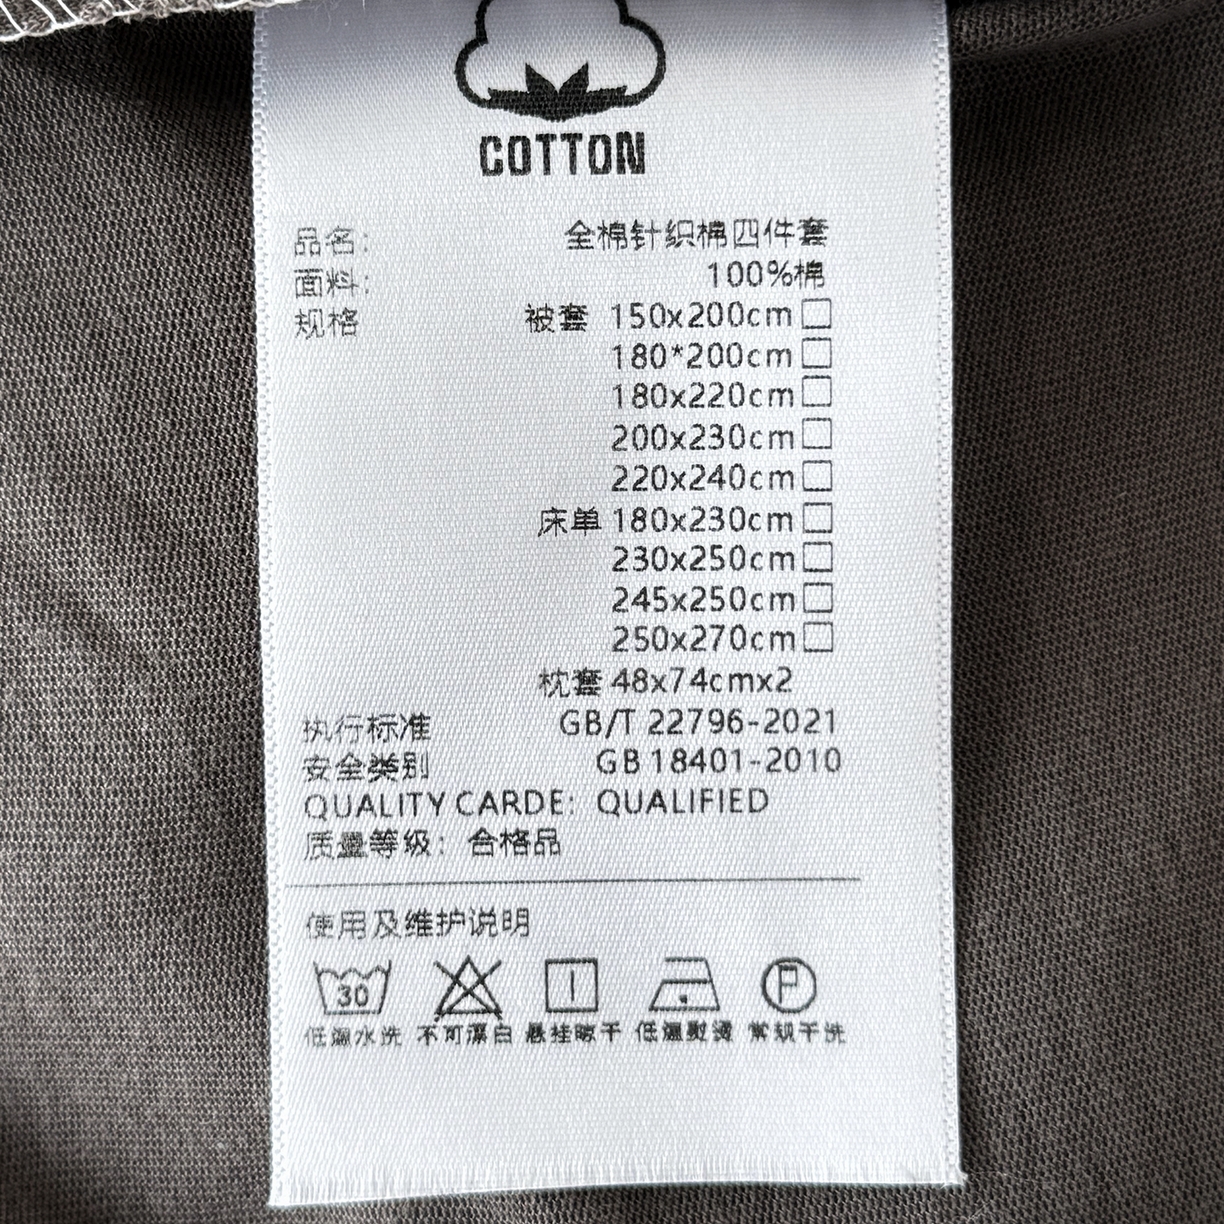 COTTON
品名： 全棉针织棉四件套
面料： 100%棉
规格 被套 150x200cm□
180*200cm□
180x220cm□
200x230cm□
220x240cm□
床单 180x230cm□
230x250cm□
245x250cm□
250x270cm□
枕套 48x74cmx2
执行标准 GB/T 22796-2021
安全类别 GB 18401-2010
QUALITY CARDE： QUALIFIED
质量等级：合格品
使用及维护说明
30 P
低温水洗 不可漂白 悬挂晾干 低温熨烫 常规干洗